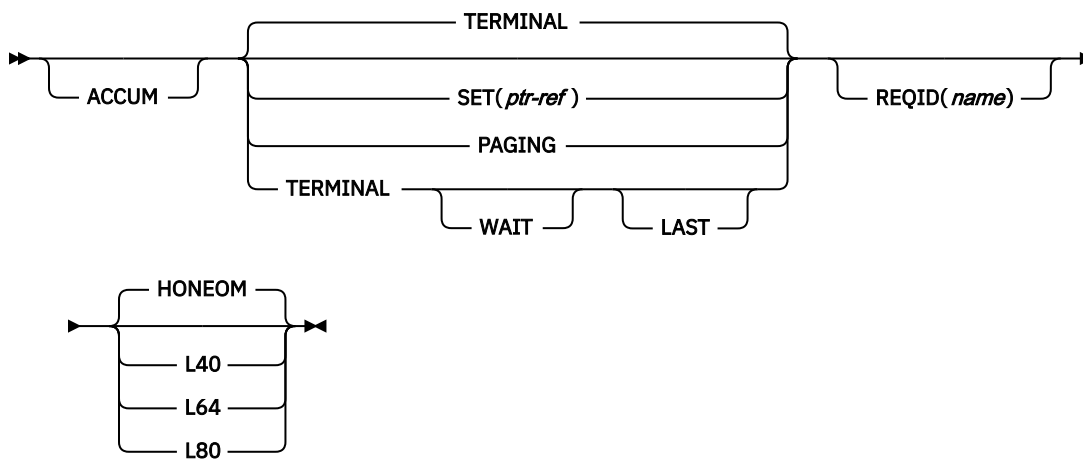 TERMINAL
ACCUM
SET(ptr-ref)
REQID(name)
PAGING
TERMINAL
WAIT
LAST
HONEOM
L40
L64
L80